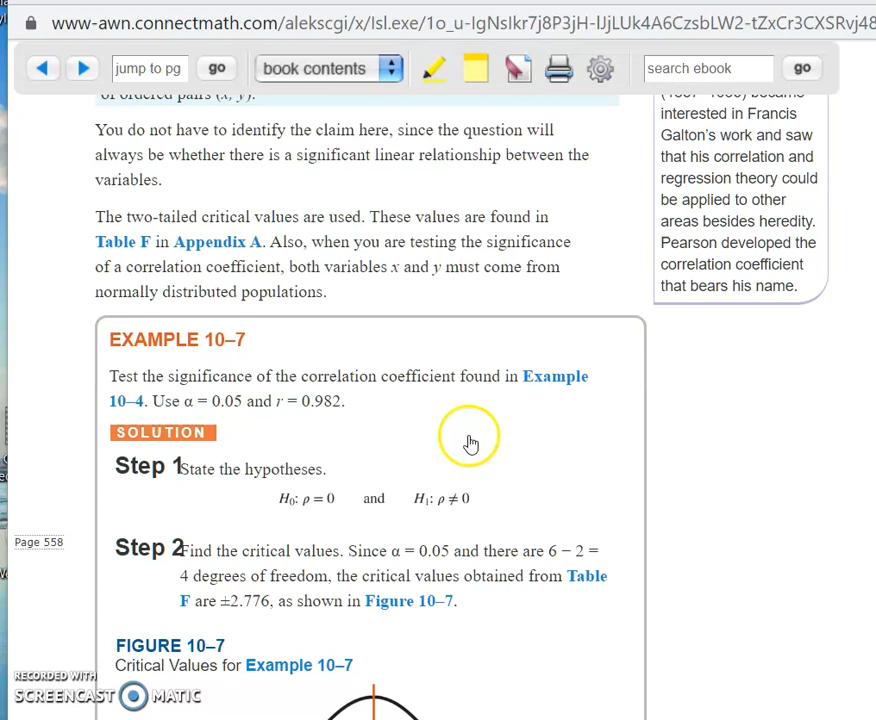 www-awn.connectmath.com/alekscgi/x/Isl.exe/1o_u-IgNsIkr7j8P3jH-lJjLUk4A6CzsbLW2-tZxCr3CXSRvj48
jump to pg go book contents search ebook go
of ordered pairs (x, y).
You do not have to identify the claim here, since the question will
always be whether there is a significant linear relationship between the
variables.
The two-tailed critical values are used. These values are found in
Table F in Appendix A. Also, when you are testing the significance
of a correlation coefficient, both variables x and y must come from
normally distributed populations.
became
interested in Francis
Galton's work and saw
that his correlation and
regression theory could
be applied to other
areas besides heredity.
Pearson developed the
correlation coefficient
that bears his name.
EXAMPLE 10–7
Test the significance of the correlation coefficient found in Example
10–4. Use α = 0.05 and r = 0.982.
SOLUTION
Step 1 State the hypotheses.
H0: ρ = 0 and H1: ρ ≠ 0
Page 558
Step 2 Find the critical values. Since α = 0.05 and there are 6 − 2 =
4 degrees of freedom, the critical values obtained from Table
F are ±2.776, as shown in Figure 10–7.
FIGURE 10–7
Critical Values for Example 10–7
RECORDED WITH
SCREENCAST MATIC